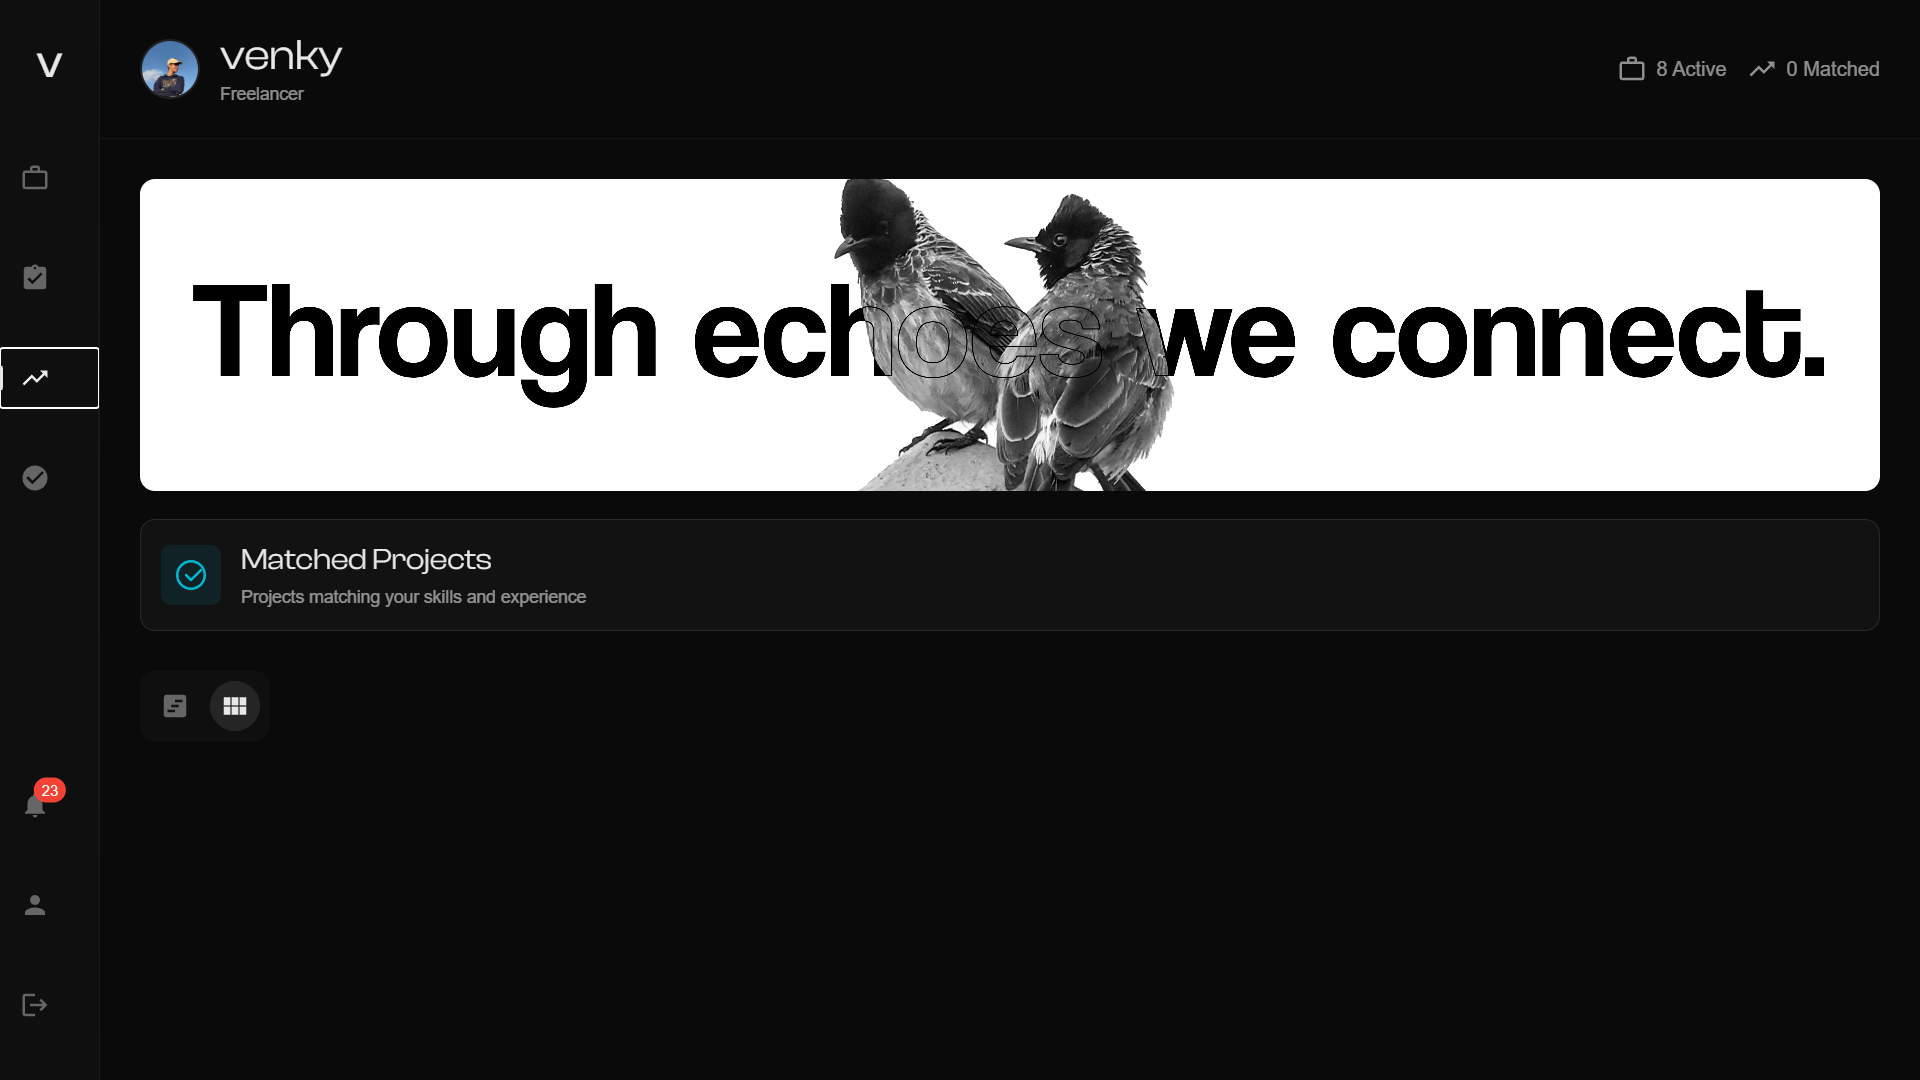 V
venky
Freelancer
8 Active
0 Matched
Through echoes we connect.
Matched Projects
Projects matching your skills and experience
23